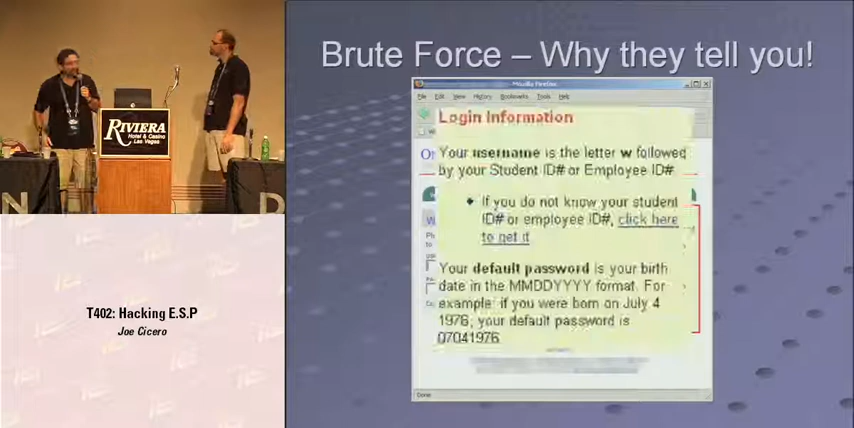 Brute Force – Why they tell you!
Mozilla Firefox
File Edit View History Bookmarks Tools Help
Login Information
Your username is the letter w followed
by your Student ID# or Employee ID#
If you do not know your student
ID# or employee ID#, click here
to get it
Your default password is your birth
date in the MMDDYYYY format. For
example: if you were born on July 4
1976, your default password is
07041976
Done
RIVIERA
Hotel & Casino
Las Vegas
N
D
T402: Hacking E.S.P
Joe Cicero